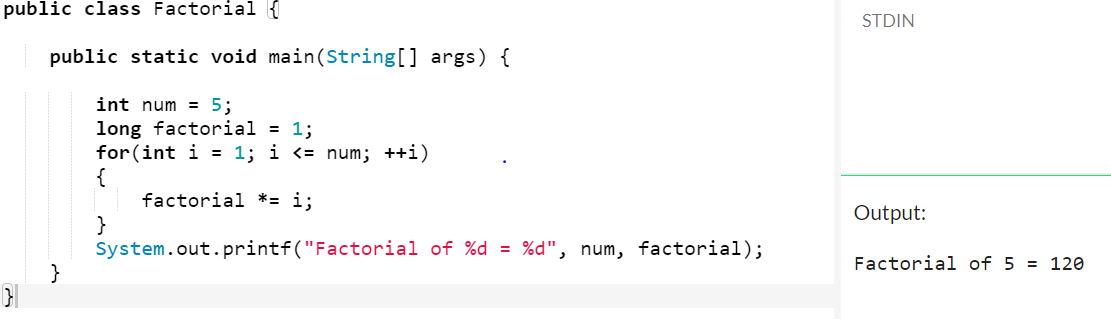 public class Factorial {
public static void main(String[] args) {
int num = 5;
long factorial = 1;
for(int i = 1; i <= num; ++i)
{
factorial *= i;
}
System.out.printf("Factorial of %d = %d", num, factorial);
}
}
STDIN
Output:
Factorial of 5 = 120